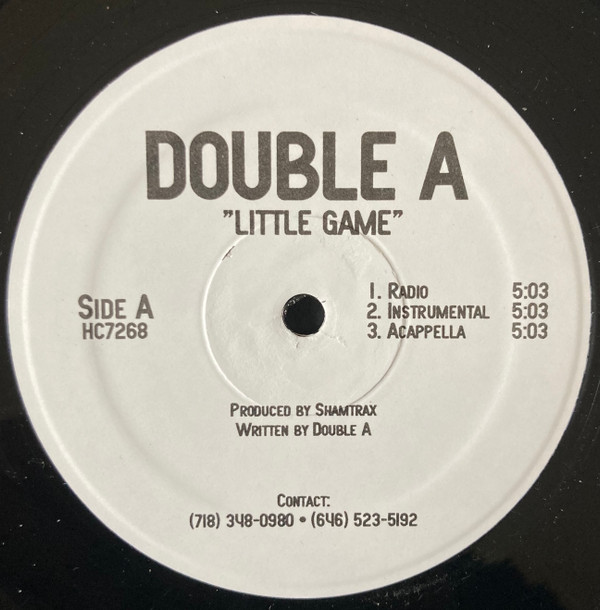 DOUBLE A
"LITTLE GAME"
SIDE A
HC7268
1. RADIO 5:03
2. INSTRUMENTAL 5:03
3. ACAPPELLA 5:03
PRODUCED BY SHAMTRAX
WRITTEN BY DOUBLE A
CONTACT:
(718) 348-0980 • (646) 523-5192